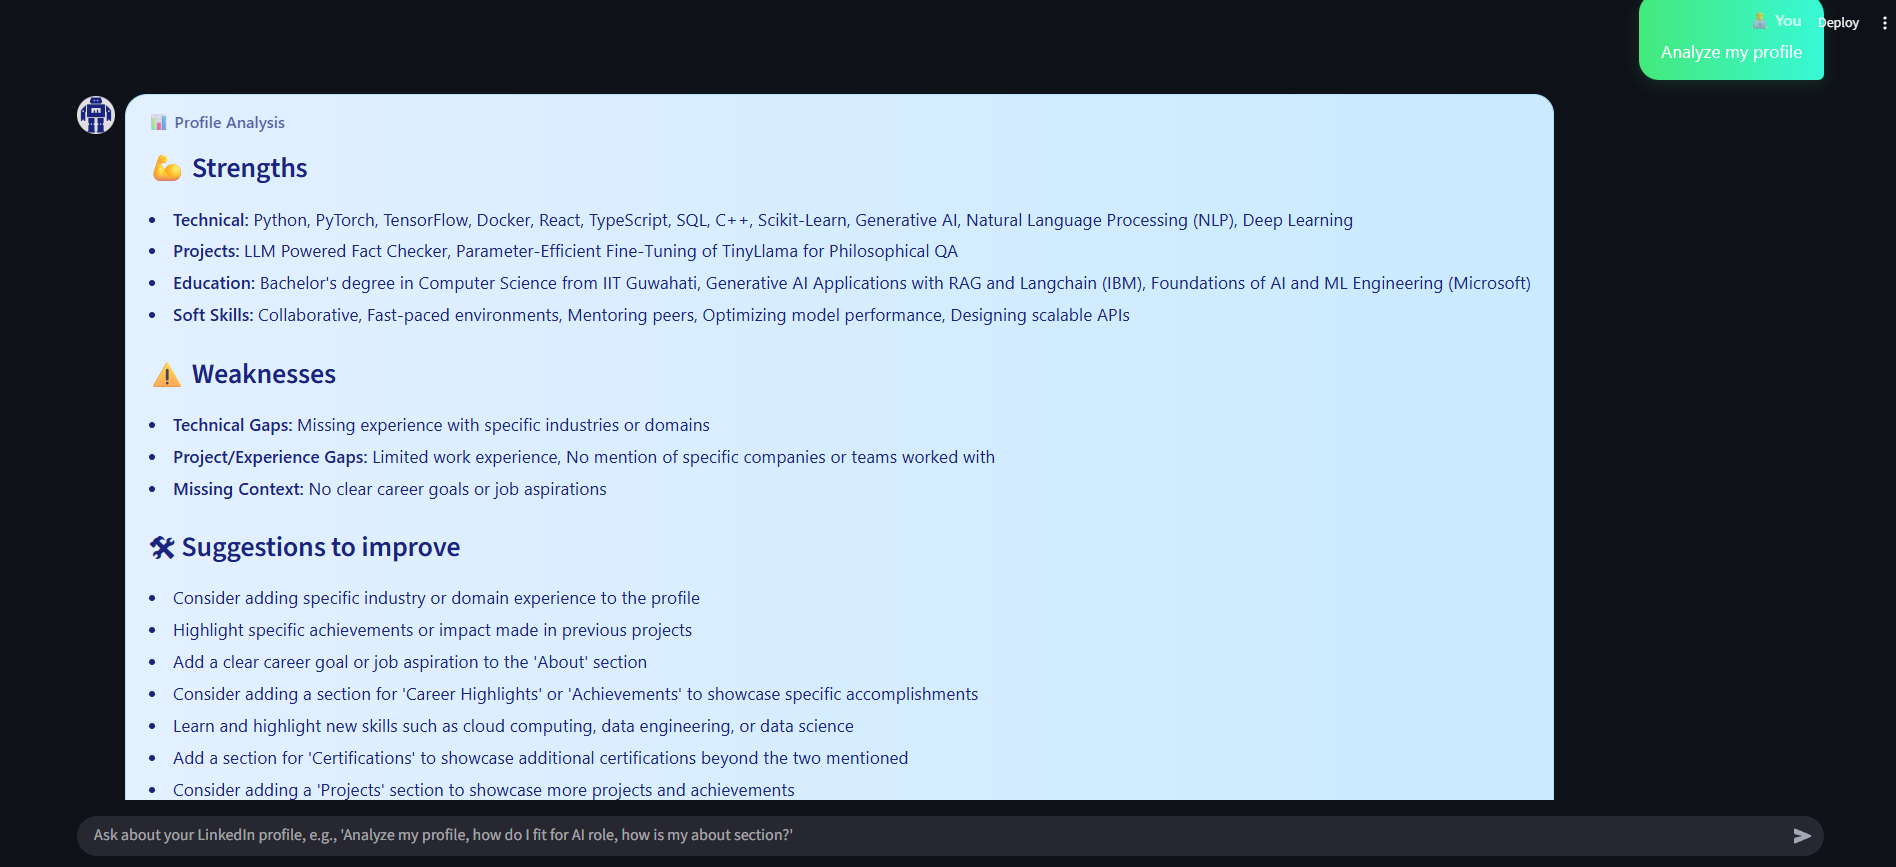 You
Deploy
Analyze my profile
Profile Analysis
Strengths
Technical: Python, PyTorch, TensorFlow, Docker, React, TypeScript, SQL, C++, Scikit-Learn, Generative AI, Natural Language Processing (NLP), Deep Learning
Projects: LLM Powered Fact Checker, Parameter-Efficient Fine-Tuning of TinyLlama for Philosophical QA
Education: Bachelor's degree in Computer Science from IIT Guwahati, Generative AI Applications with RAG and Langchain (IBM), Foundations of AI and ML Engineering (Microsoft)
Soft Skills: Collaborative, Fast-paced environments, Mentoring peers, Optimizing model performance, Designing scalable APIs
Weaknesses
Technical Gaps: Missing experience with specific industries or domains
Project/Experience Gaps: Limited work experience, No mention of specific companies or teams worked with
Missing Context: No clear career goals or job aspirations
Suggestions to improve
Consider adding specific industry or domain experience to the profile
Highlight specific achievements or impact made in previous projects
Add a clear career goal or job aspiration to the 'About' section
Consider adding a section for 'Career Highlights' or 'Achievements' to showcase specific accomplishments
Learn and highlight new skills such as cloud computing, data engineering, or data science
Add a section for 'Certifications' to showcase additional certifications beyond the two mentioned
Consider adding a 'Projects' section to showcase more projects and achievements
Ask about your LinkedIn profile, e.g., 'Analyze my profile, how do I fit for AI role, how is my about section?'